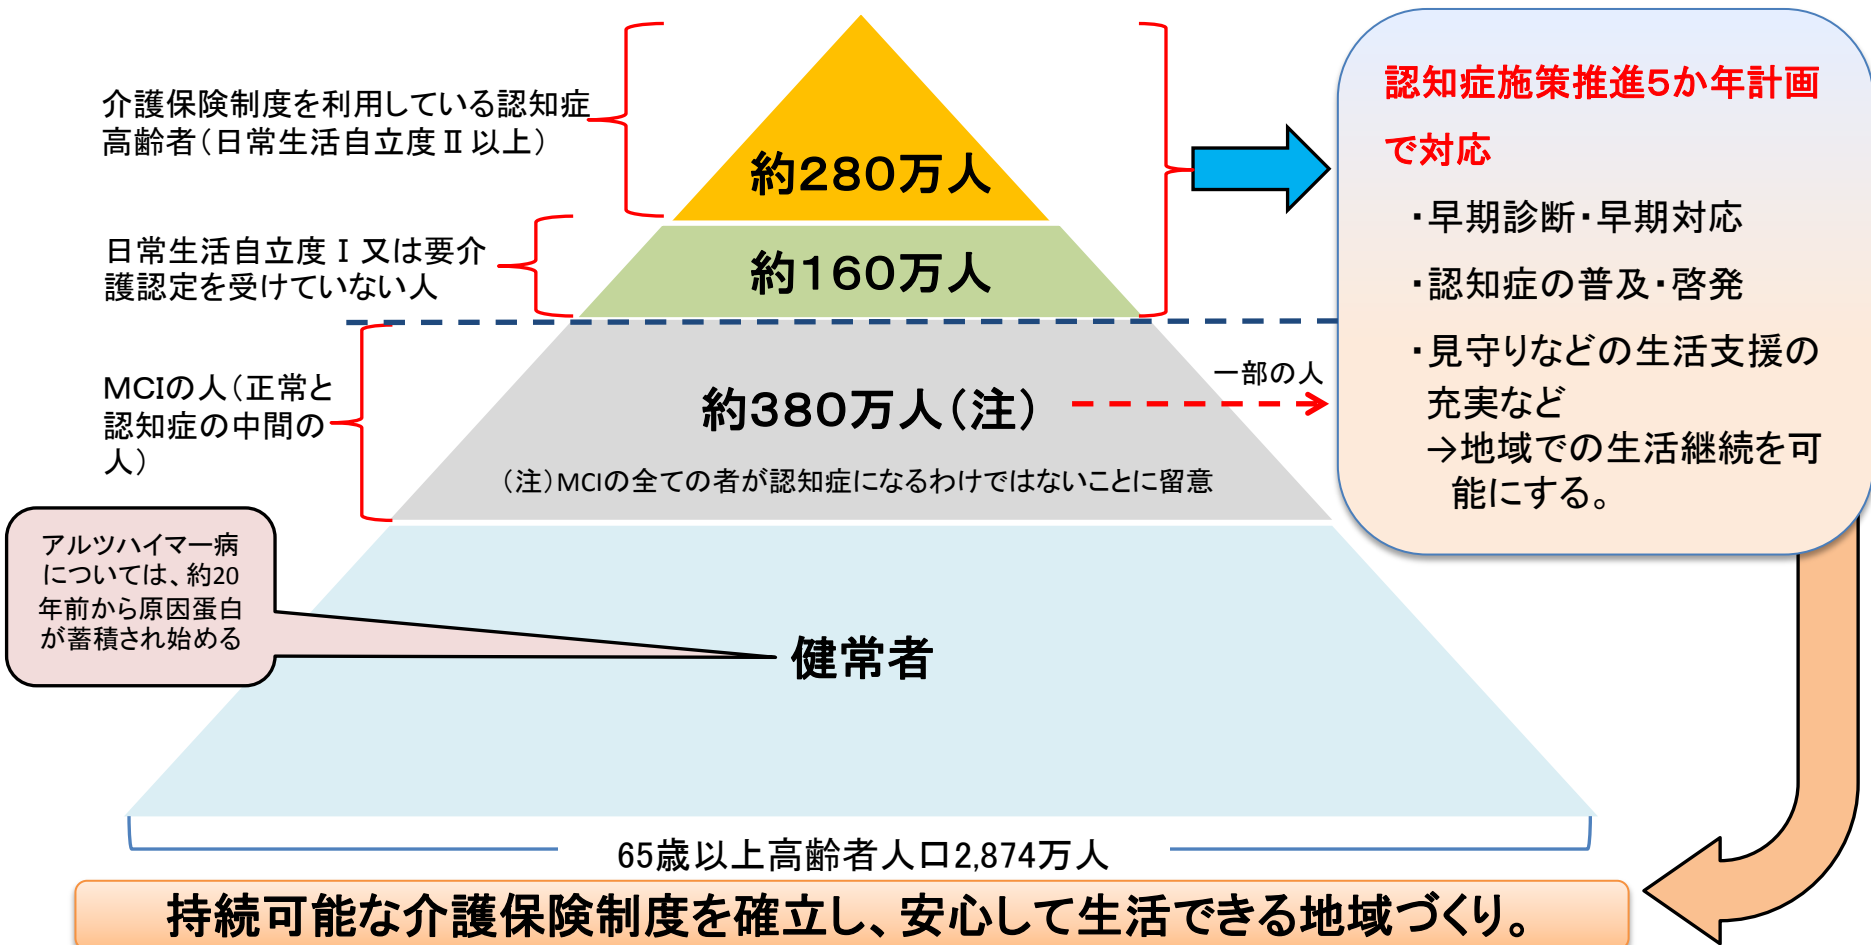 介護保険制度を利用している認知症
高齢者(日常生活自立度Ⅱ以上)
約280万人
日常生活自立度Ⅰ又は要介
護認定を受けていない人
約160万人
MCIの人(正常と
認知症の中間の
人)
約380万人(注)
(注)MCIの全ての者が認知症になるわけではないことに留意
一部の人
認知症施策推進5か年計画
で対応
・早期診断・早期対応
・認知症の普及・啓発
・見守りなどの生活支援の
充実など
→地域での生活継続を可
能にする。
アルツハイマー病
については、約20
年前から原因蛋白
が蓄積され始める
健常者
65歳以上高齢者人口2,874万人
持続可能な介護保険制度を確立し、安心して生活できる地域づくり。